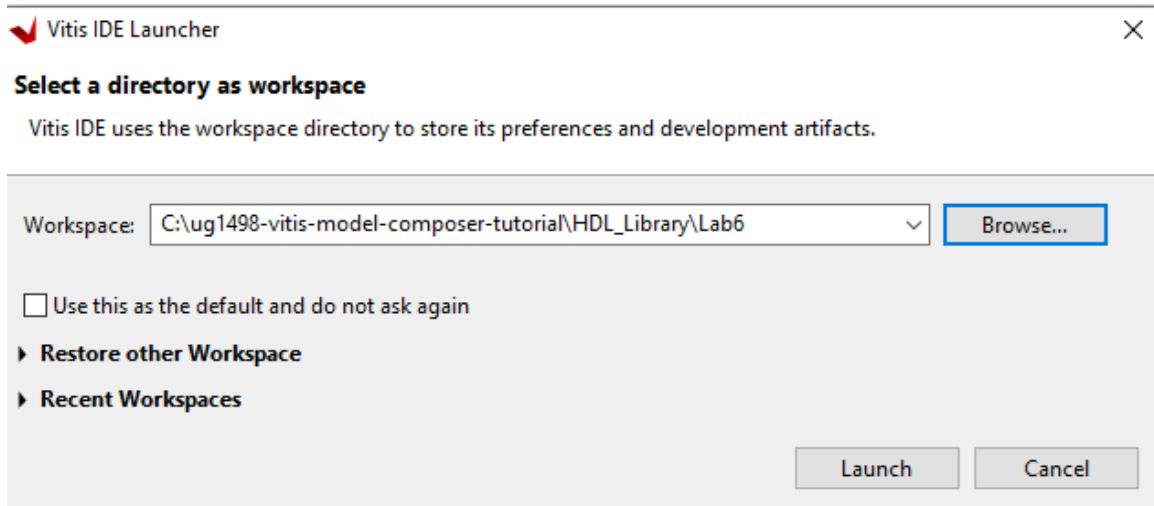 Vitis IDE Launcher
Select a directory as workspace
Vitis IDE uses the workspace directory to store its preferences and development artifacts.
Workspace: C:\ug1498-vitis-model-composer-tutorial\HDL_Library\Lab6 Browse...
Use this as the default and do not ask again
Restore other Workspace
Recent Workspaces
Launch Cancel